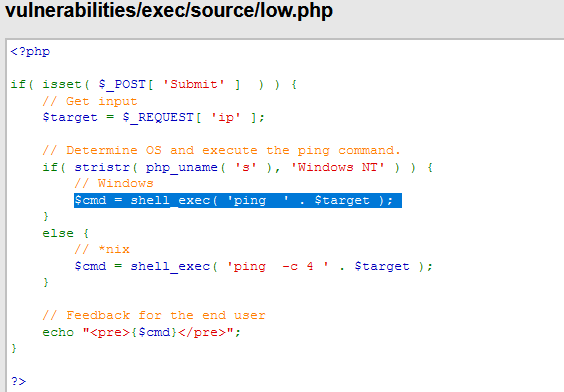 vulnerabilities/exec/source/low.php
<?php
if( isset( $_POST[ 'Submit' ]  ) ) {
    // Get input
    $target = $_REQUEST[ 'ip' ];
    // Determine OS and execute the ping command.
    if( stristr( php_uname( 's' ), 'Windows NT' ) ) {
        // Windows
        $cmd = shell_exec( 'ping  ' . $target );
    }
    else {
        // *nix
        $cmd = shell_exec( 'ping  -c 4 ' . $target );
    }
    // Feedback for the end user
    echo "<pre>{$cmd}</pre>";
}
?>